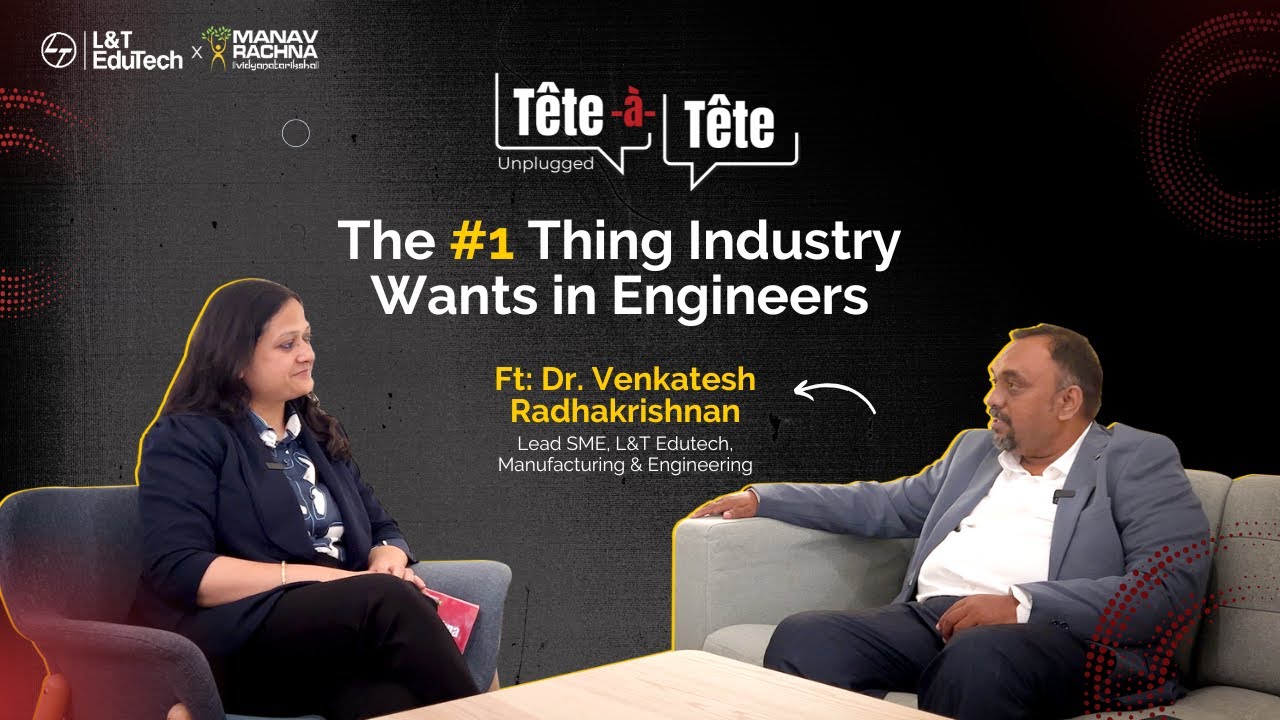 L&T
EduTech
x
MANAV
RACHNA
vidyanatariksha
Tête -à- Tête
Unplugged
The #1 Thing Industry
Wants in Engineers
Ft: Dr. Venkatesh
Radhakrishnan
Lead SME, L&T Edutech,
Manufacturing & Engineering